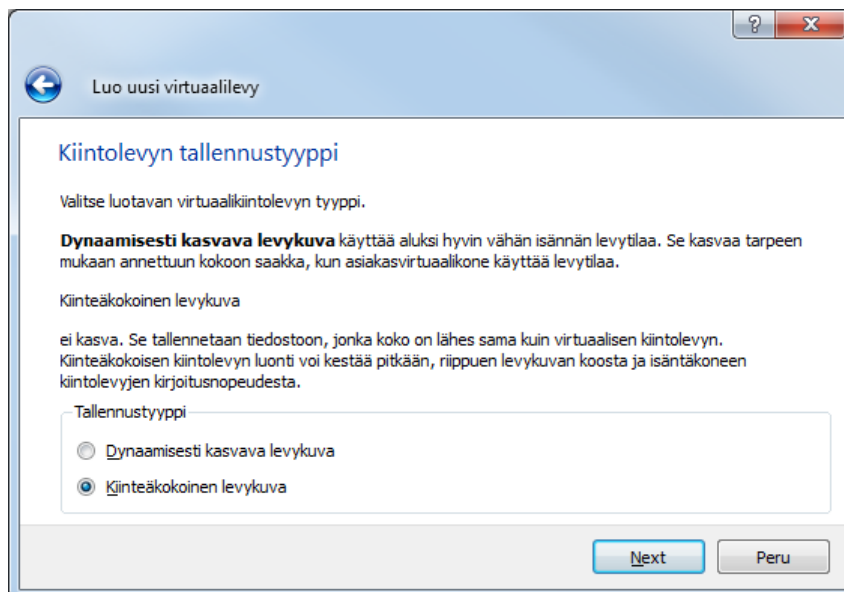 Luo uusi virtuaalilevy
Kiintolevyn tallennustyyppi
Valitse luotavan virtuaalikiintolevyn tyyppi.
Dynaamisesti kasvava levykuva käyttää aluksi hyvin vähän isännän levytilaa. Se kasvaa tarpeen
mukaan annettuun kokoon saakka, kun asiakasvirtuaalikone käyttää levytilaa.
Kiinteäkokoinen levykuva
ei kasva. Se tallennetaan tiedostoon, jonka koko on lähes sama kuin virtuaalisen kiintolevyn.
Kiinteäkokoisen kiintolevyn luonti voi kestää pitkään, riippuen levykuvan koosta ja isäntäkoneen
kiintolevyjen kirjoitusnopeudesta.
Tallennustyyppi
Dynaamisesti kasvava levykuva
Kiinteäkokoinen levykuva
Next
Peru